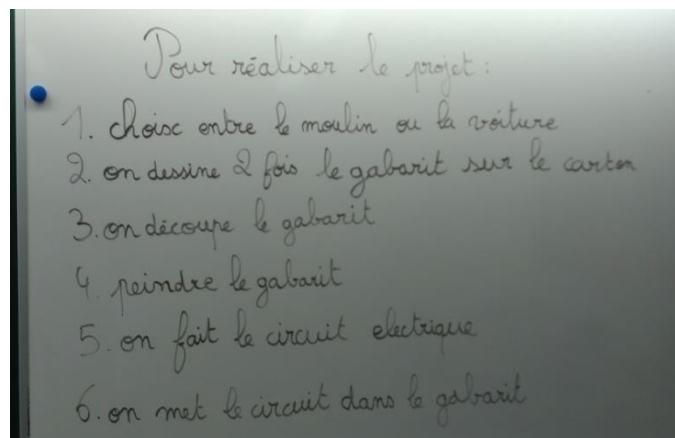 Pour réaliser le projet :
1. choix entre le moulin ou la voiture
2. on dessine 2 fois le gabarit sur le carton
3. on découpe le gabarit
4. peindre le gabarit
5. on fait le circuit electrique
6. on met le circuit dans le gabarit